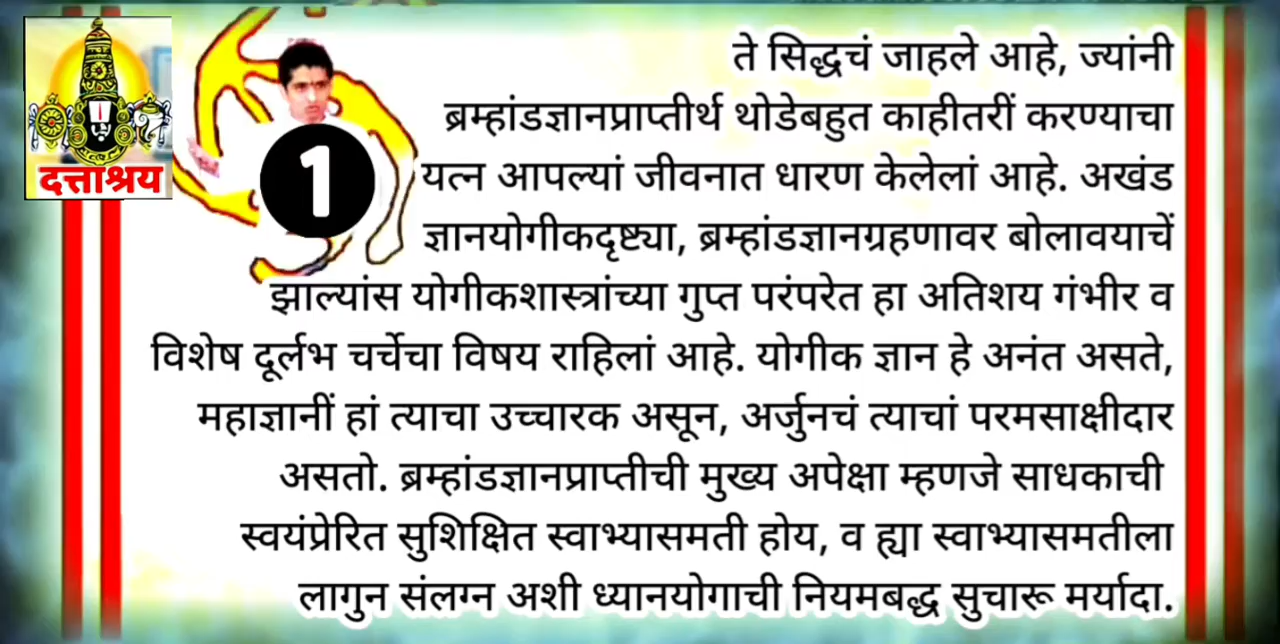 दत्ताश्रय
1
ते सिद्धचं जाहले आहे, ज्यांनी
ब्रम्हांडज्ञानप्राप्तीर्थ थोडेबहुत काहीतरीं करण्याचा
यत्न आपल्यां जीवनात धारण केलेलां आहे. अखंड
ज्ञानयोगीकदृष्ट्या, ब्रम्हांडज्ञानग्रहणावर बोलावयाचें
झाल्यांस योगीकशास्त्रांच्या गुप्त परंपरेत हा अतिशय गंभीर व
विशेष दूर्लभ चर्चेचा विषय राहिलां आहे. योगीक ज्ञान हे अनंत असते,
महाज्ञानीं हां त्याचा उच्चारक असून, अर्जुनचं त्याचां परमसाक्षीदार
असतो. ब्रम्हांडज्ञानप्राप्तीची मुख्य अपेक्षा म्हणजे साधकाची
स्वयंप्रेरित सुशिक्षित स्वाभ्यासमती होय, व ह्या स्वाभ्यासमतीला
लागुन संलग्न अशी ध्यानयोगाची नियमबद्ध सुचारू मर्यादा.